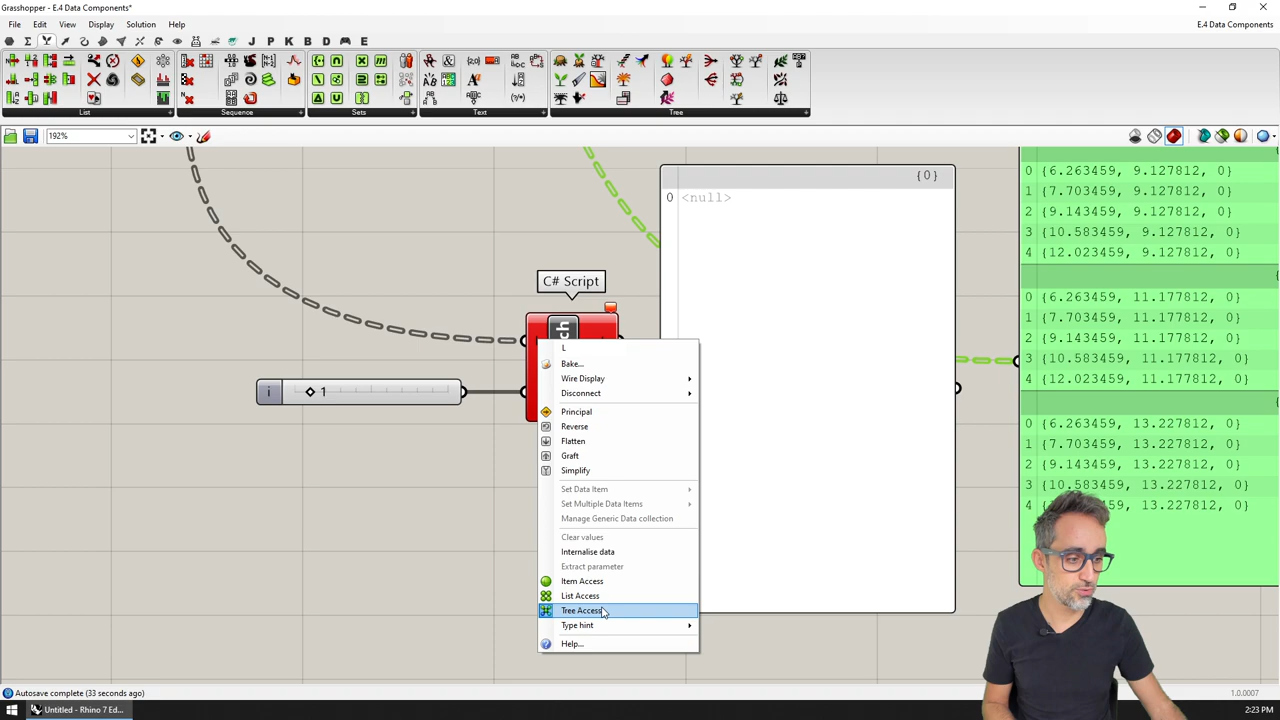 Grasshopper - E.4 Data Components*
File Edit View Display Solution Help
E.4 Data Components
Σ J P K B D E
List Sequence Sets Text Tree
192%
{0}
0 <null>
C# Script
i 1
L
Bake...
Wire Display
Disconnect
Principal
Reverse
Flatten
Graft
Simplify
Set Data Item
Set Multiple Data Items
Manage Generic Data collection
Clear values
Internalise data
Extract parameter
Item Access
List Access
Tree Access
Type hint
Help...
0 {6.263459, 9.127812, 0}
1 {7.703459, 9.127812, 0}
2 {9.143459, 9.127812, 0}
3 {10.583459, 9.127812, 0}
4 {12.023459, 9.127812, 0}
0 {6.263459, 11.177812, 0}
1 {7.703459, 11.177812, 0}
2 {9.143459, 11.177812, 0}
3 {10.583459, 11.177812, 0}
4 {12.023459, 11.177812, 0}
0 {6.263459, 13.227812, 0}
1 {7.703459, 13.227812, 0}
2 {9.143459, 13.227812, 0}
3 {10.583459, 13.227812, 0}
4 13.227812, 0}
Autosave complete (33 seconds ago)
1.0.0007
Untitled - Rhino 7 Ed...
2:23 PM